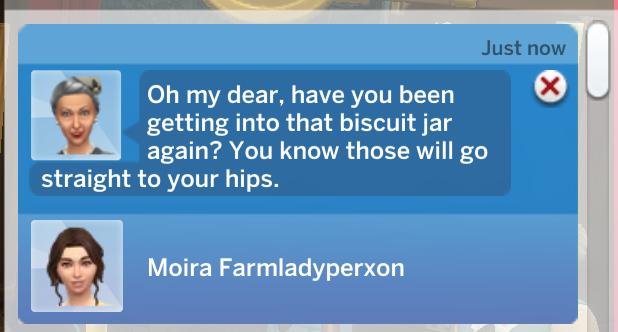 Just now
Oh my dear, have you been
getting into that biscuit jar
again? You know those will go
straight to your hips.
Moira Farmladyperxon